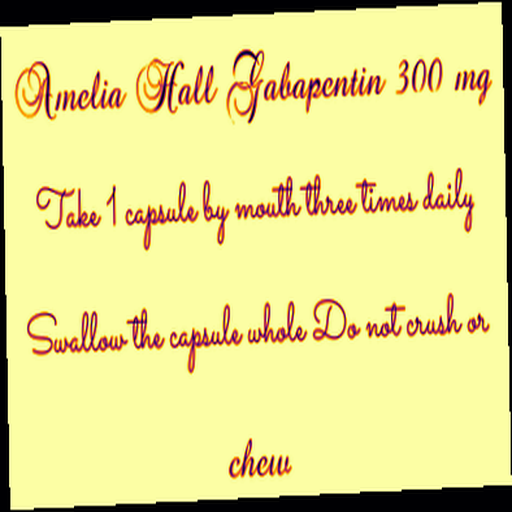 Amelia Hall Gabapentin 300 mg
Take 1 capsule by mouth three times daily
Swallow the capsule whole Do not crush or
chew